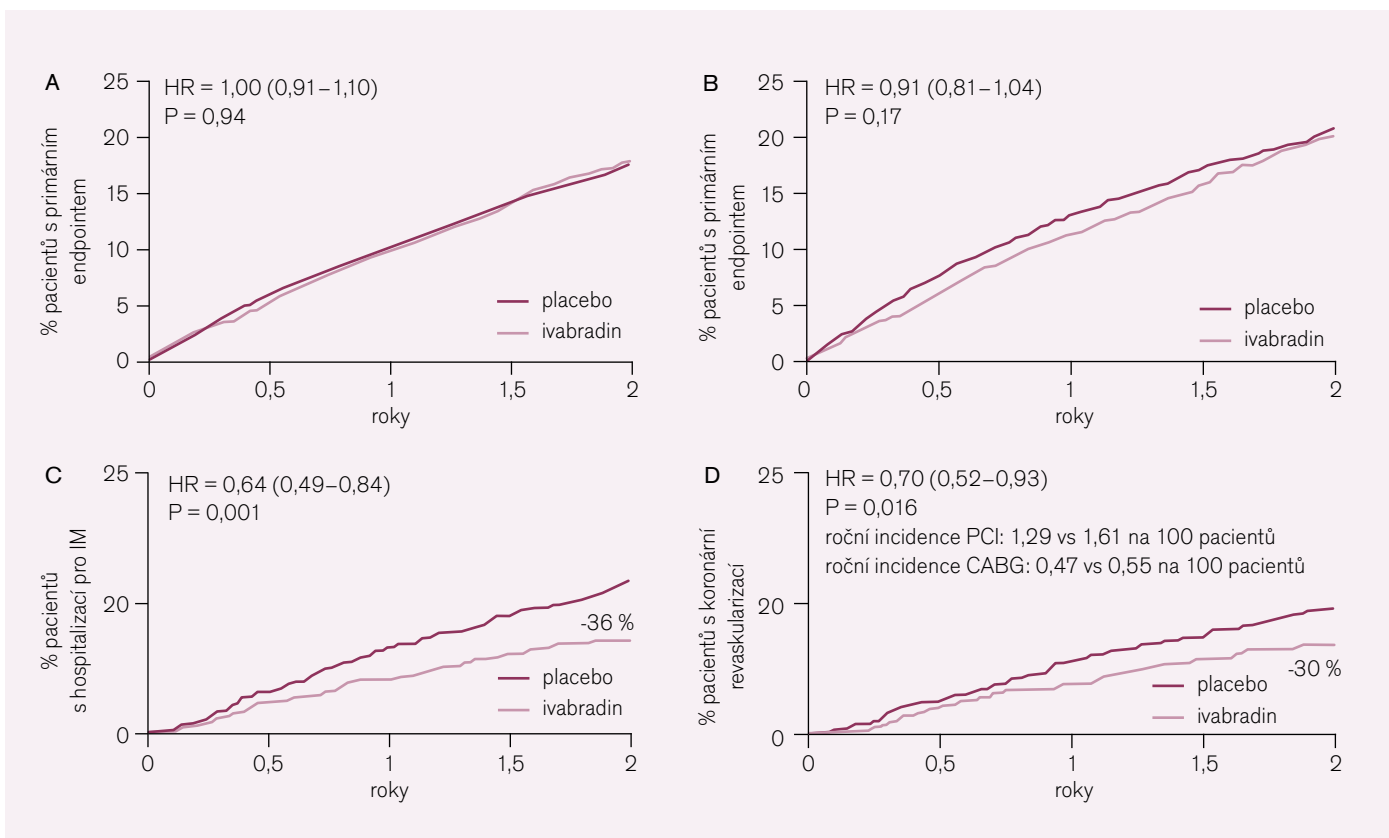 A
HR = 1,00 (0,91–1,10)
P = 0,94
% pacientů s primárním
endpointem
25
20
15
10
5
0
placebo
ivabradin
0 0,5 1 1,5 2
roky
B
HR = 0,91 (0,81–1,04)
P = 0,17
% pacientů s primárním
endpointem
25
20
15
10
5
0
placebo
ivabradin
0 0,5 1 1,5 2
roky
C
HR = 0,64 (0,49–0,84)
P = 0,001
% pacientů
s hospitalizací pro IM
25
20
0
-36 %
placebo
ivabradin
0 0,5 1 1,5 2
roky
D
HR = 0,70 (0,52–0,93)
P = 0,016
roční incidence PCI: 1,29 vs 1,61 na 100 pacientů
roční incidence CABG: 0,47 vs 0,55 na 100 pacientů
% pacientů s koronární
revaskularizací
25
20
0
-30 %
placebo
ivabradin
0 0,5 1 1,5 2
roky